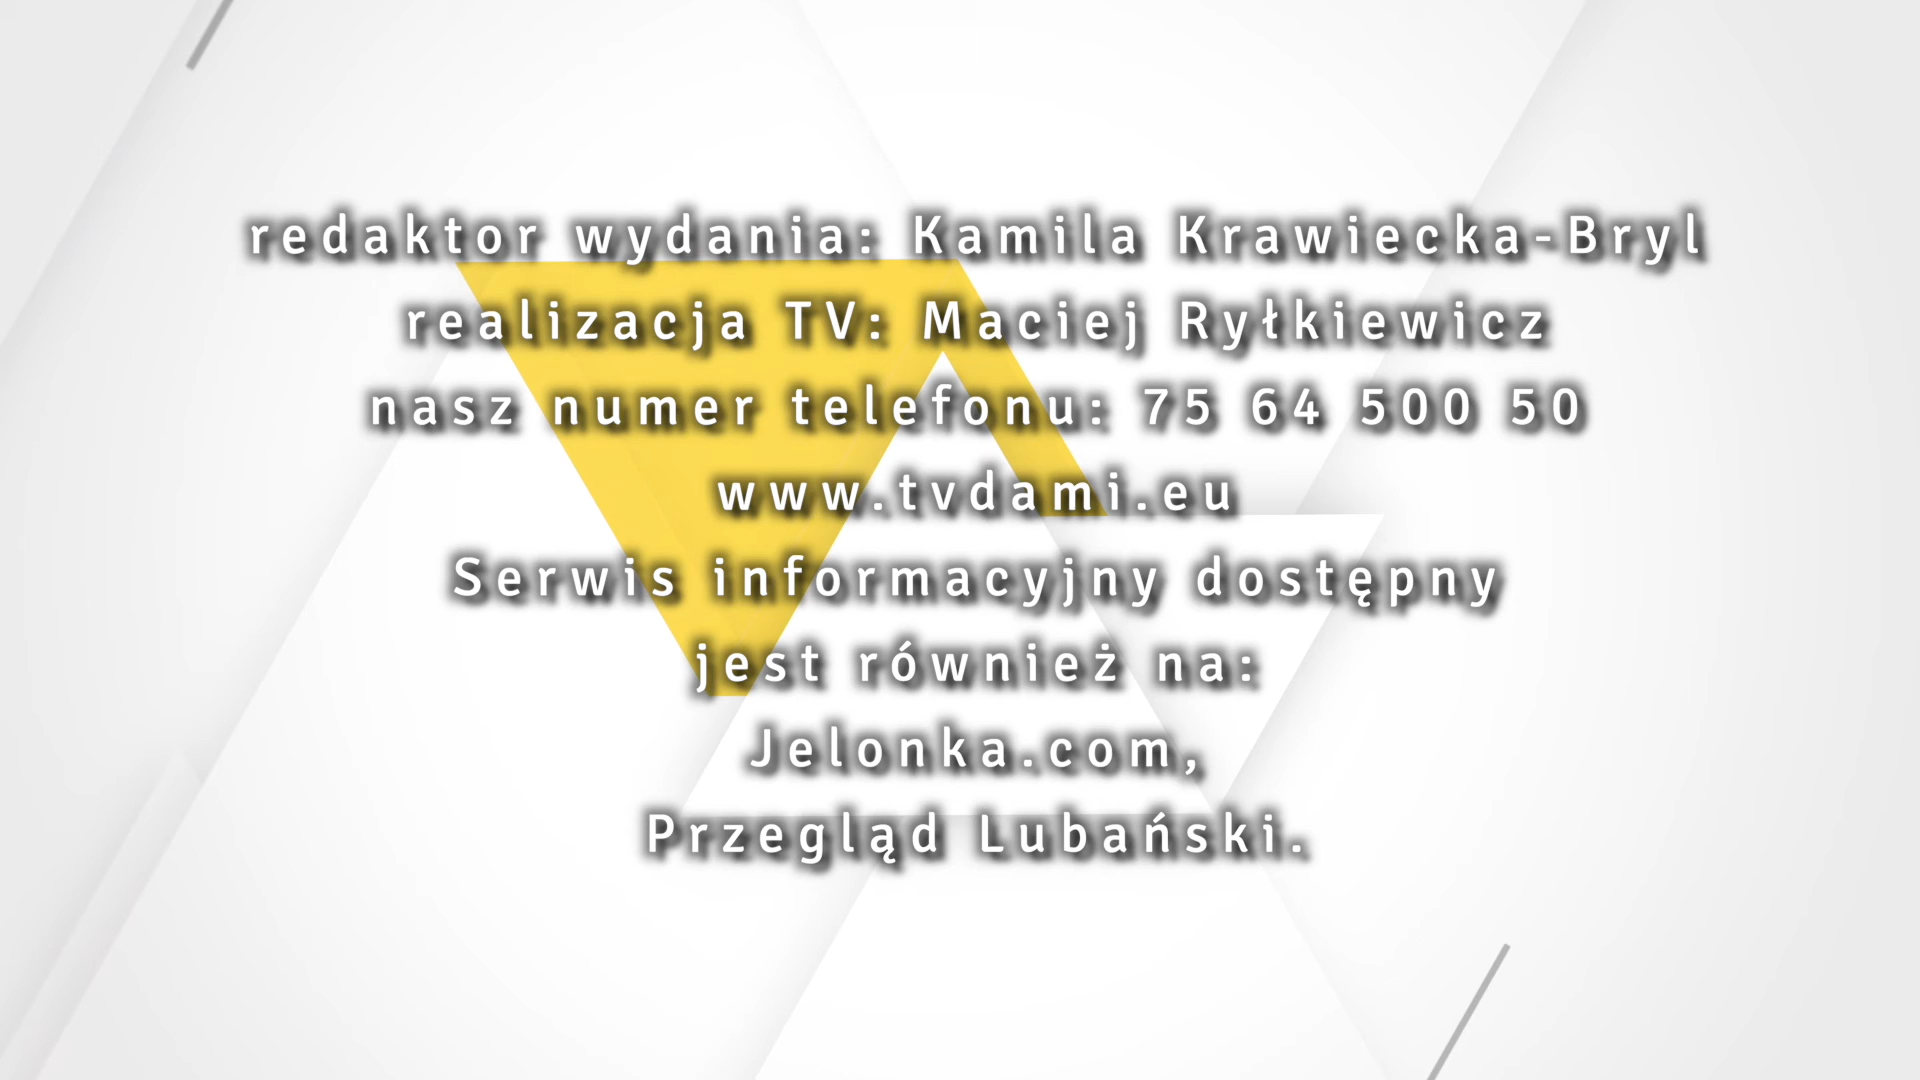 redaktor wydania: Kamila Krawiecka-Bryl
realizacja TV: Maciej Ryłkiewicz
nasz numer telefonu: 75 64 500 50
www.tvdami.eu
Serwis informacyjny dostępny
jest również na:
Jelonka.com,
Przegląd Lubański.